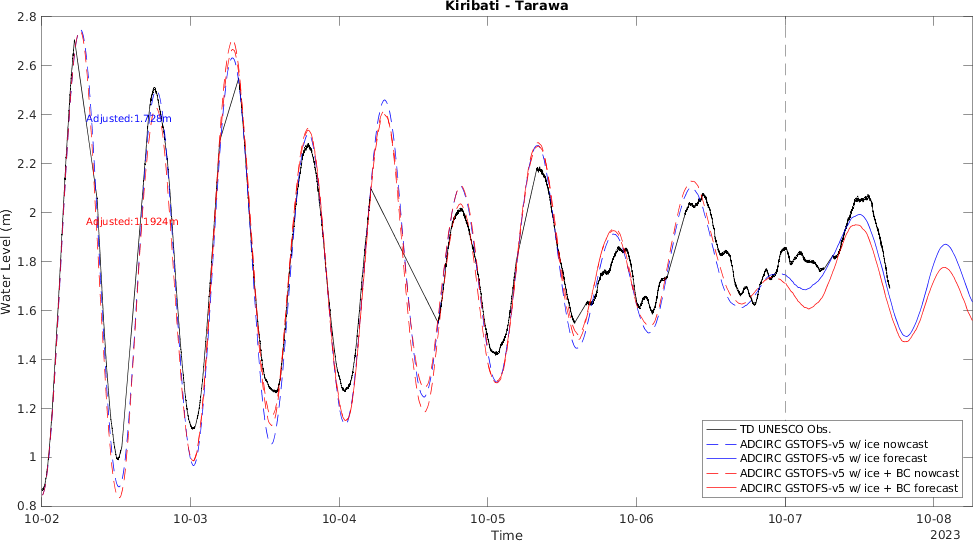 Kiribati - Tarawa
2.8
2.6
2.4
2.2
2
1.8
1.6
1.4
1.2
1
0.8
Water Level (m)
Adjusted:1.728m
Adjusted:1.1924m
TD UNESCO Obs.
ADCIRC GSTOFS-v5 w/ ice nowcast
ADCIRC GSTOFS-v5 w/ ice forecast
ADCIRC GSTOFS-v5 w/ ice + BC nowcast
ADCIRC GSTOFS-v5 w/ ice + BC forecast
10-02 10-03 10-04 10-05 10-06 10-07 10-08
Time
2023